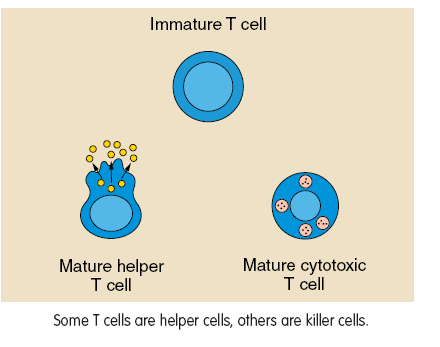 Immature T cell
Mature helper
T cell
Mature cytotoxic
T cell
Some T cells are helper cells, others are killer cells.